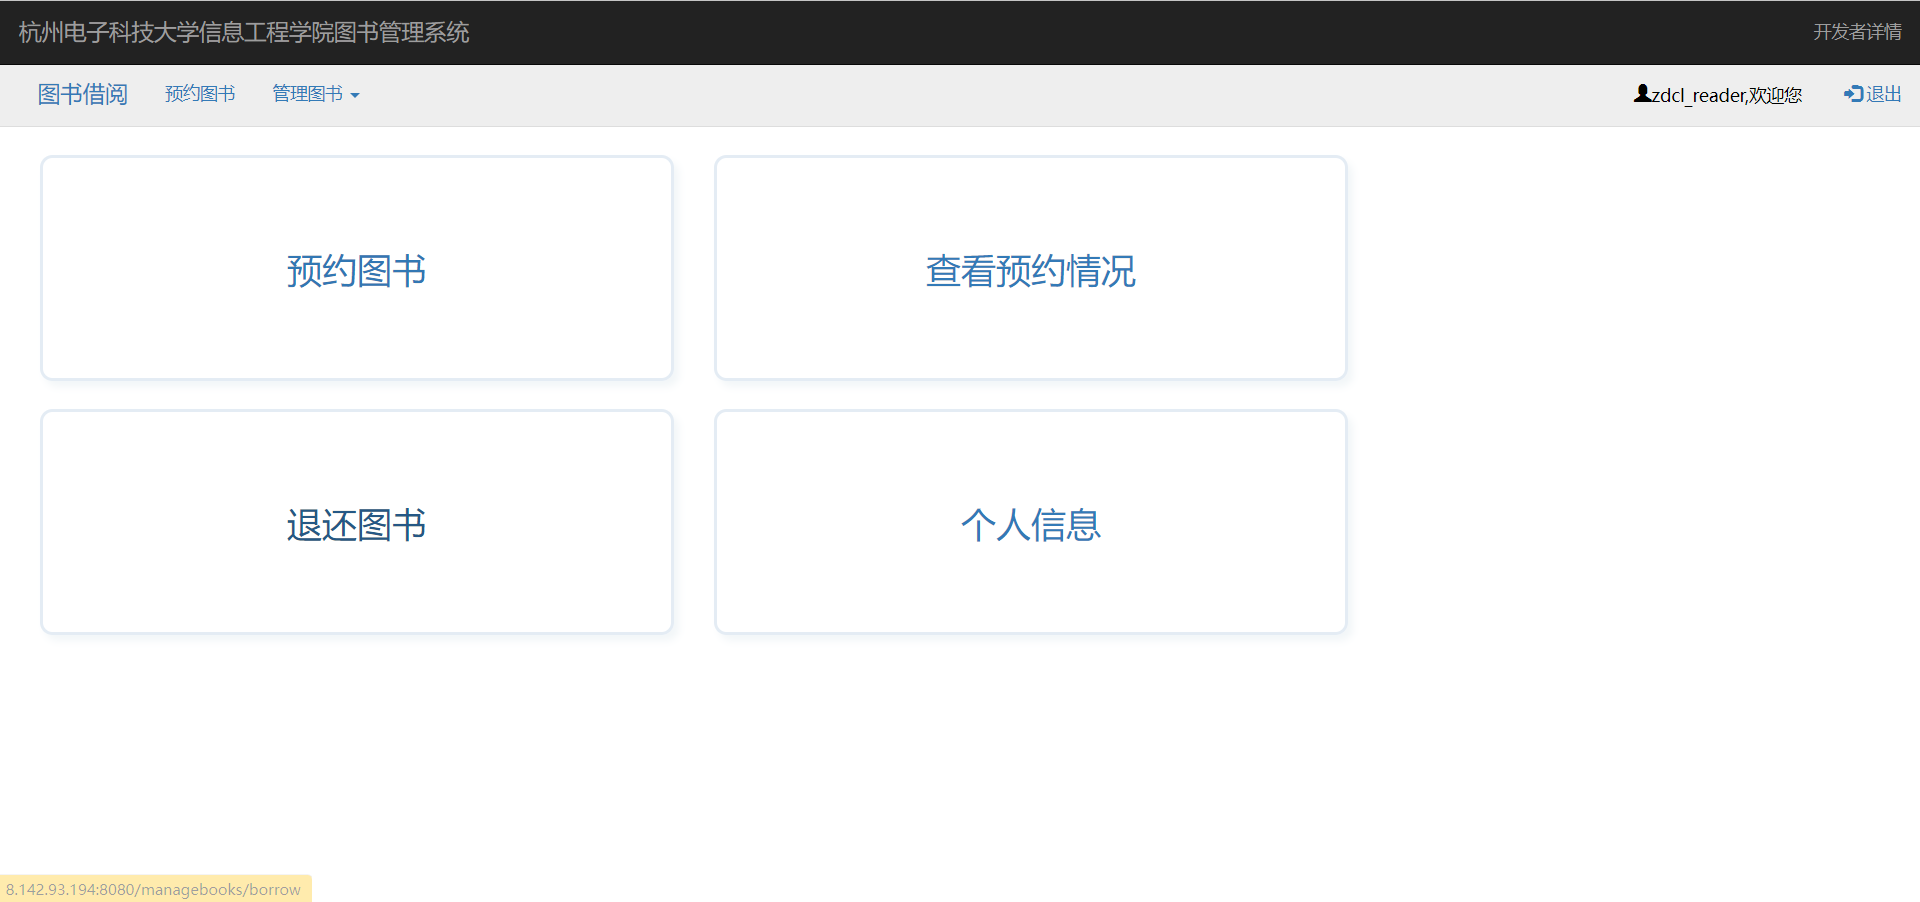 杭州电子科技大学信息工程学院图书管理系统
开发者详情
图书借阅
预约图书
管理图书
zdcl_reader,欢迎您
退出
预约图书
查看预约情况
退还图书
个人信息
8.142.93.194:8080/managebooks/borrow